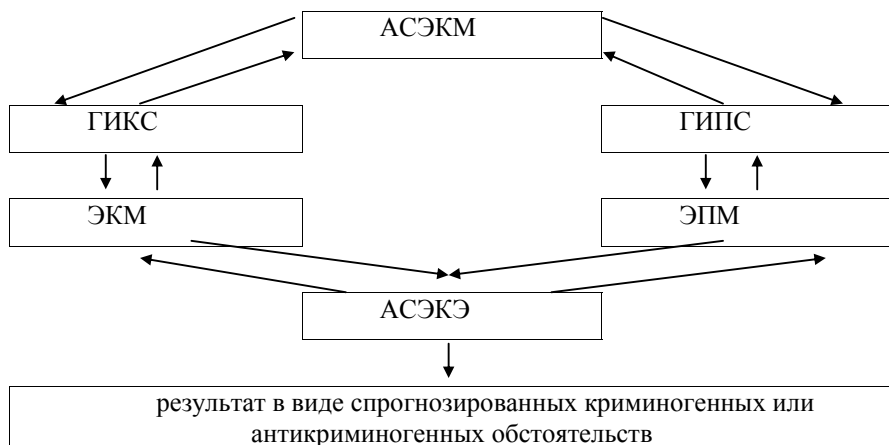 АСЭКМ
ГИКС
ГИПС
ЭКМ
ЭПМ
АСЭКЭ
результат в виде спрогнозированных криминогенных или
антикриминогенных обстоятельств